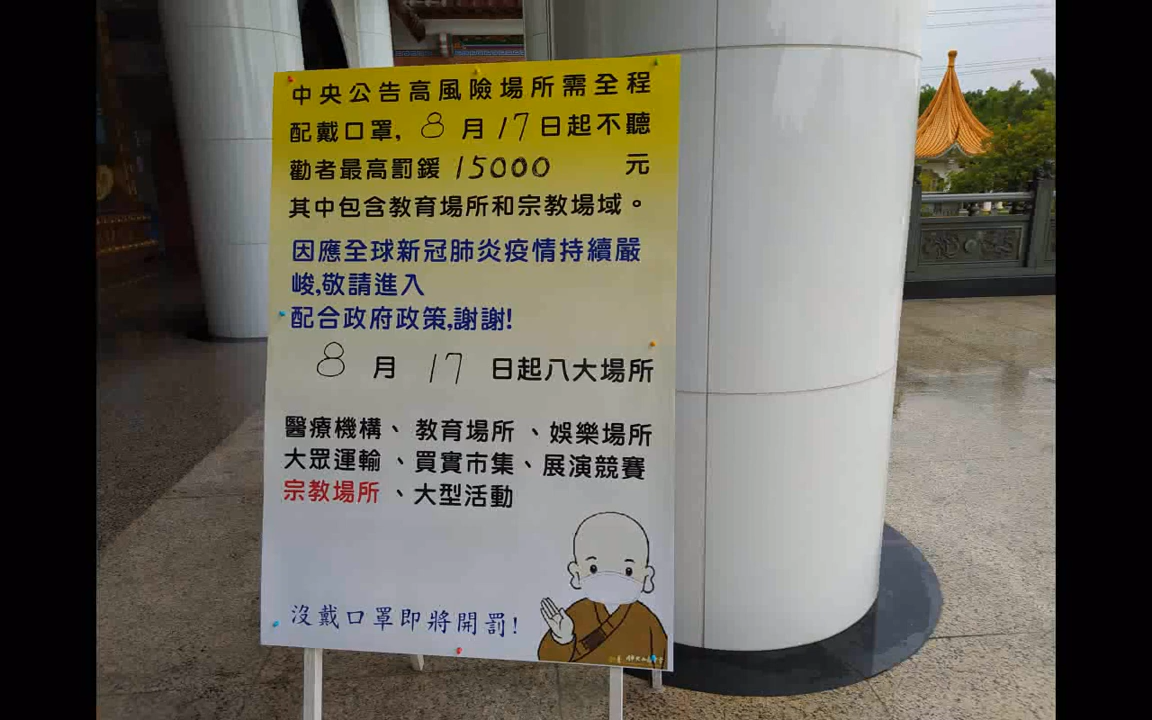 中央公告高風險場所需全程
配戴口罩, 8 月 17 日起不聽
勸者最高罰鍰 15000 元
其中包含教育場所和宗教場域。
因應全球新冠肺炎疫情持續嚴
峻,敬請進入
配合政府政策,謝謝!
8 月 17 日起八大場所
醫療機構、教育場所、娛樂場所
大眾運輸、買實市集、展演競賽
宗教場所、大型活動
沒戴口罩即將開罰!